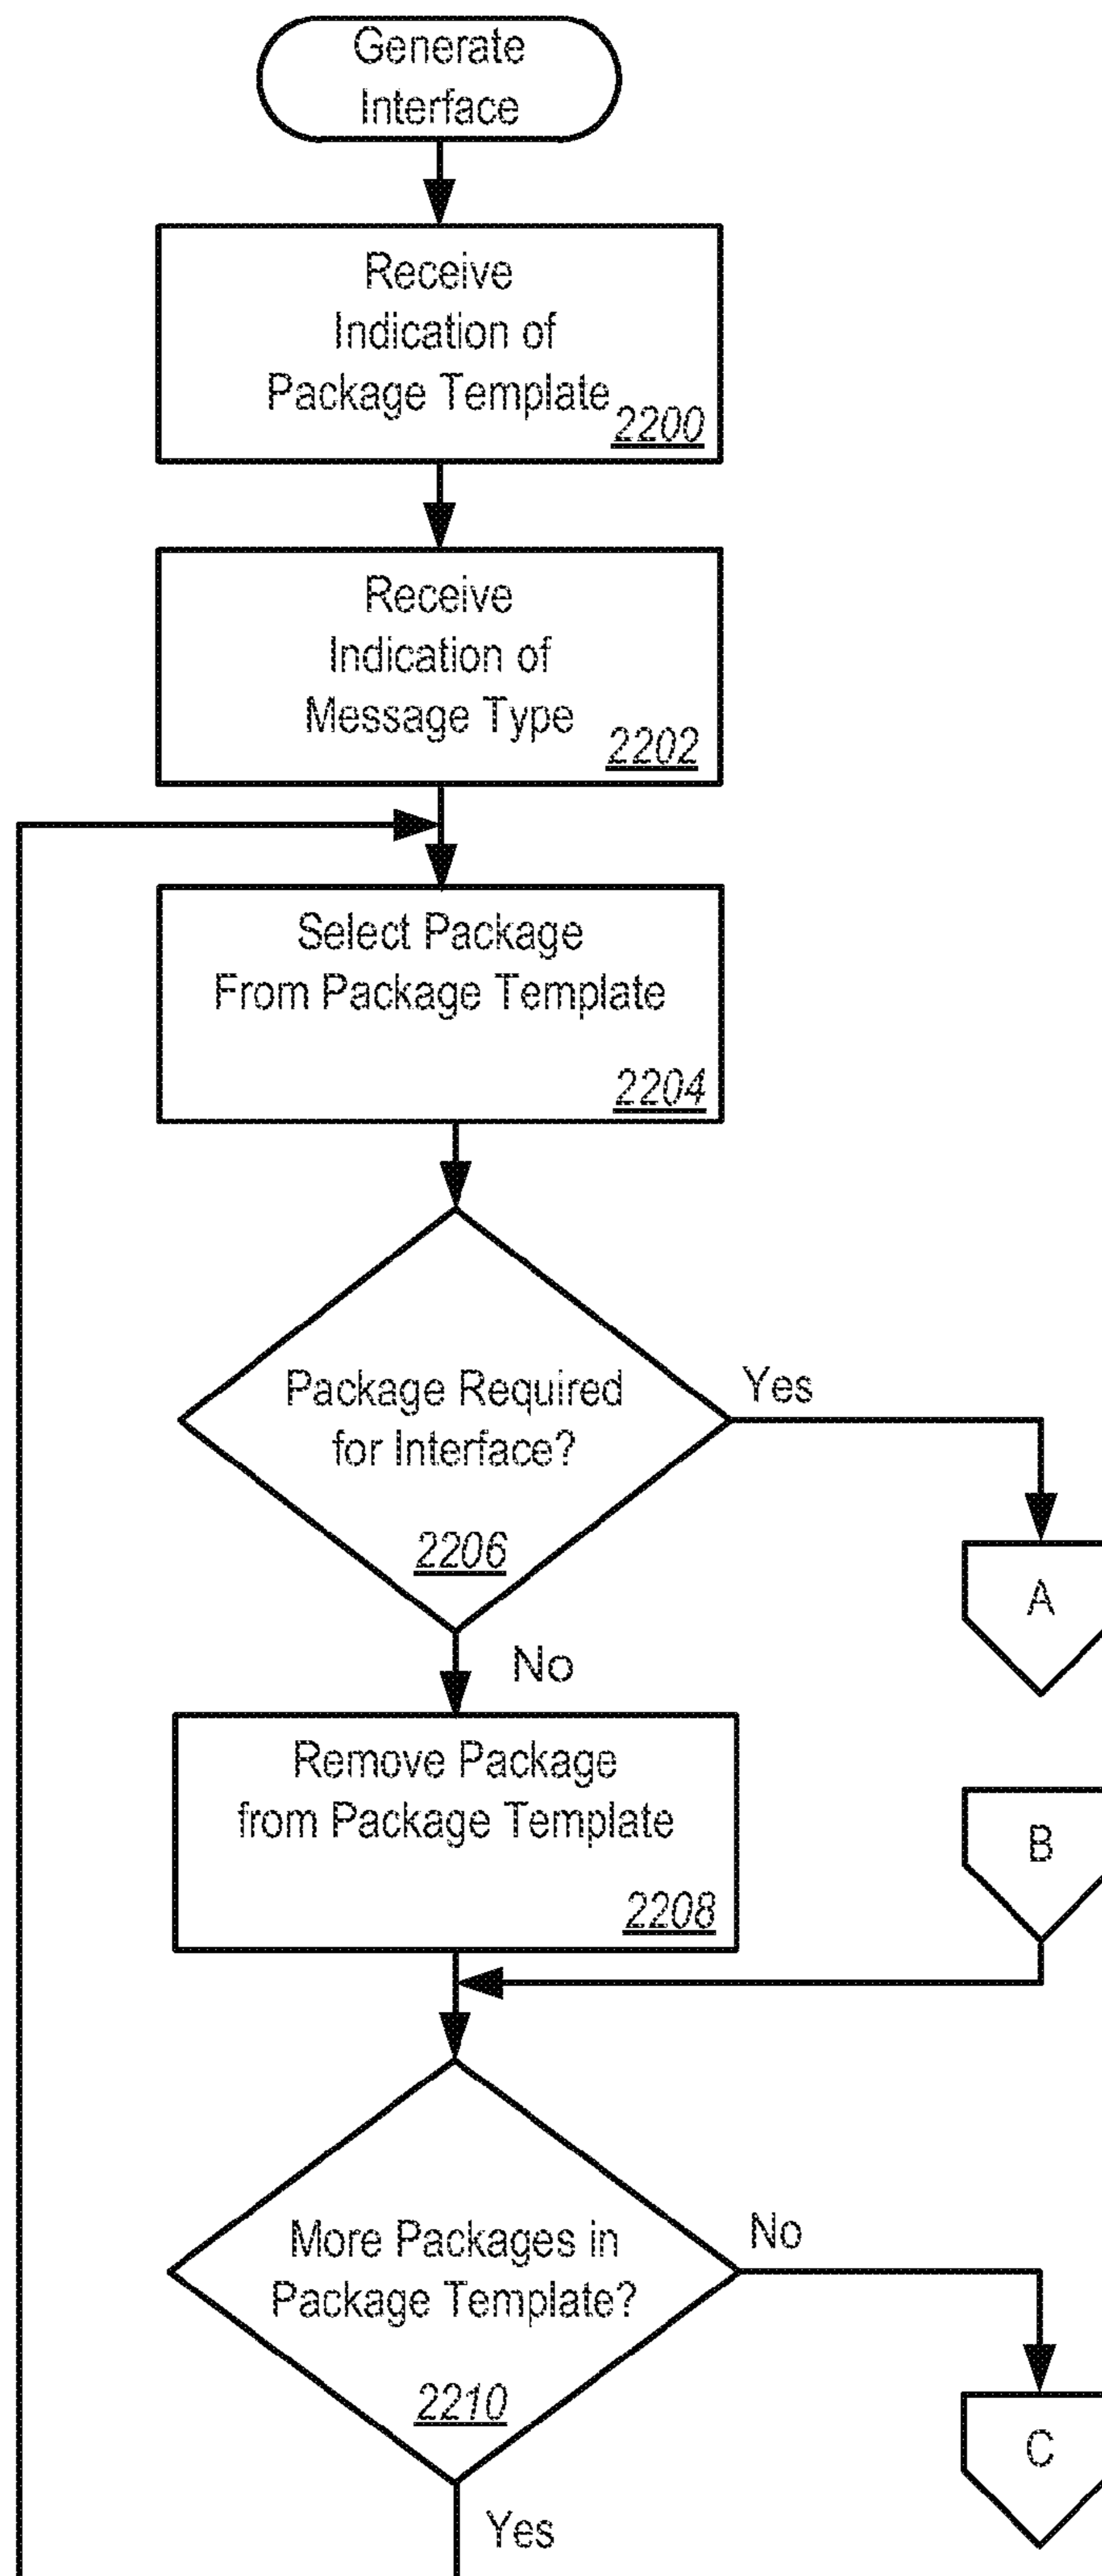 Generate
Interface
Receive
Indication of
Package Template
2200
Receive
Indication of
Message Type
2202
Select Package
From Package Template
2204
Package Required
for Interface?
2206
Yes
A
No
Remove Package
from Package Template
2208
B
More Packages in
Package Template?
2210
No
C
Yes